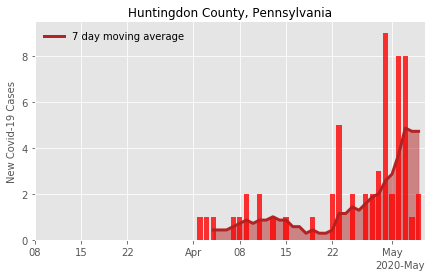 Huntingdon County, Pennsylvania
7 day moving average
New Covid-19 Cases
8
6
4
2
0
08 15 22 Apr 08 15 22 May
2020-May